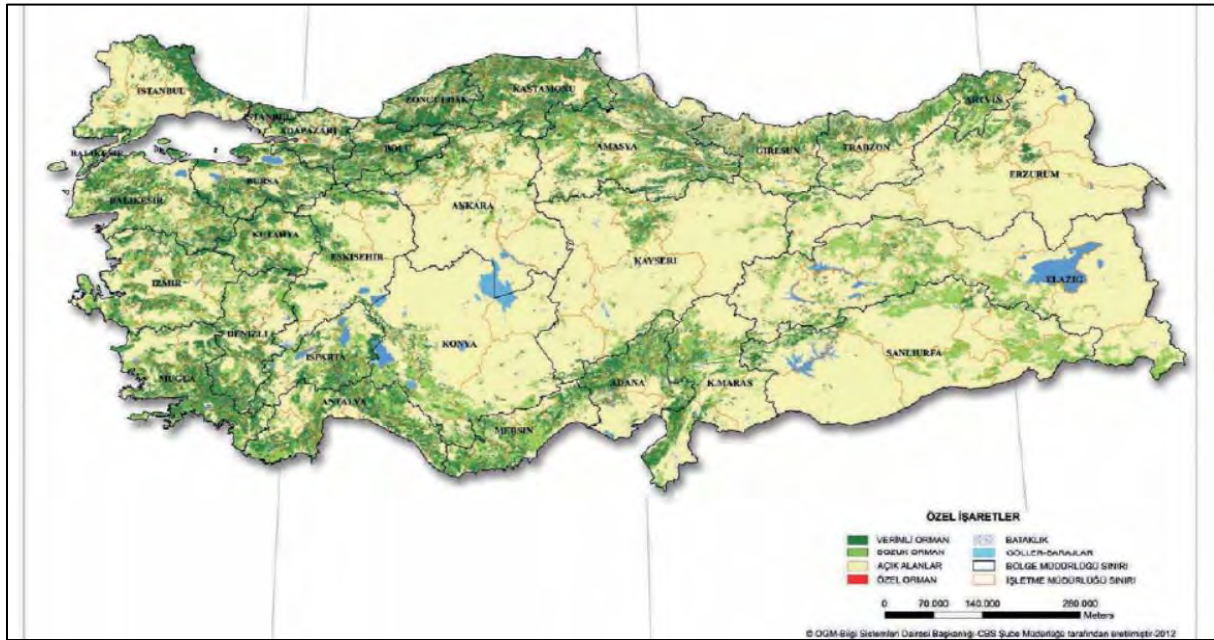 İSTANBUL
ZONGULDAK
KASTAMONU
ARTVİN
İSTANBUL
ADAPAZARI
BALIKESİR
BOLU
AMASYA
GİRESUN
TRABZON
BURSA
ERZURUM
BALIKESİR
ANKARA
KÜTAHYA
ESKİŞEHİR
KAYSERİ
İZMİR
ELAZIĞ
DENİZLİ
KONYA
ISPARTA
ŞANLIURFA
MUĞLA
ADANA
K.MARAŞ
ANTALYA
MERSİN
ÖZEL İŞARETLER
VERİMLİ ORMAN
BOZUK ORMAN
AÇIK ALANLAR
ÖZEL ORMAN
BATAKLIK
GÖLLER-BARAJLAR
BÖLGE MÜDÜRLÜĞÜ SINIRI
İŞLETME MÜDÜRLÜĞÜ SINIRI
0 70.000 140.000 280.000
Meters
© OGM-Bilgi Sistemleri Dairesi Başkanlığı-CBS Şube Müdürlüğü tarafından üretilmiştir-2012